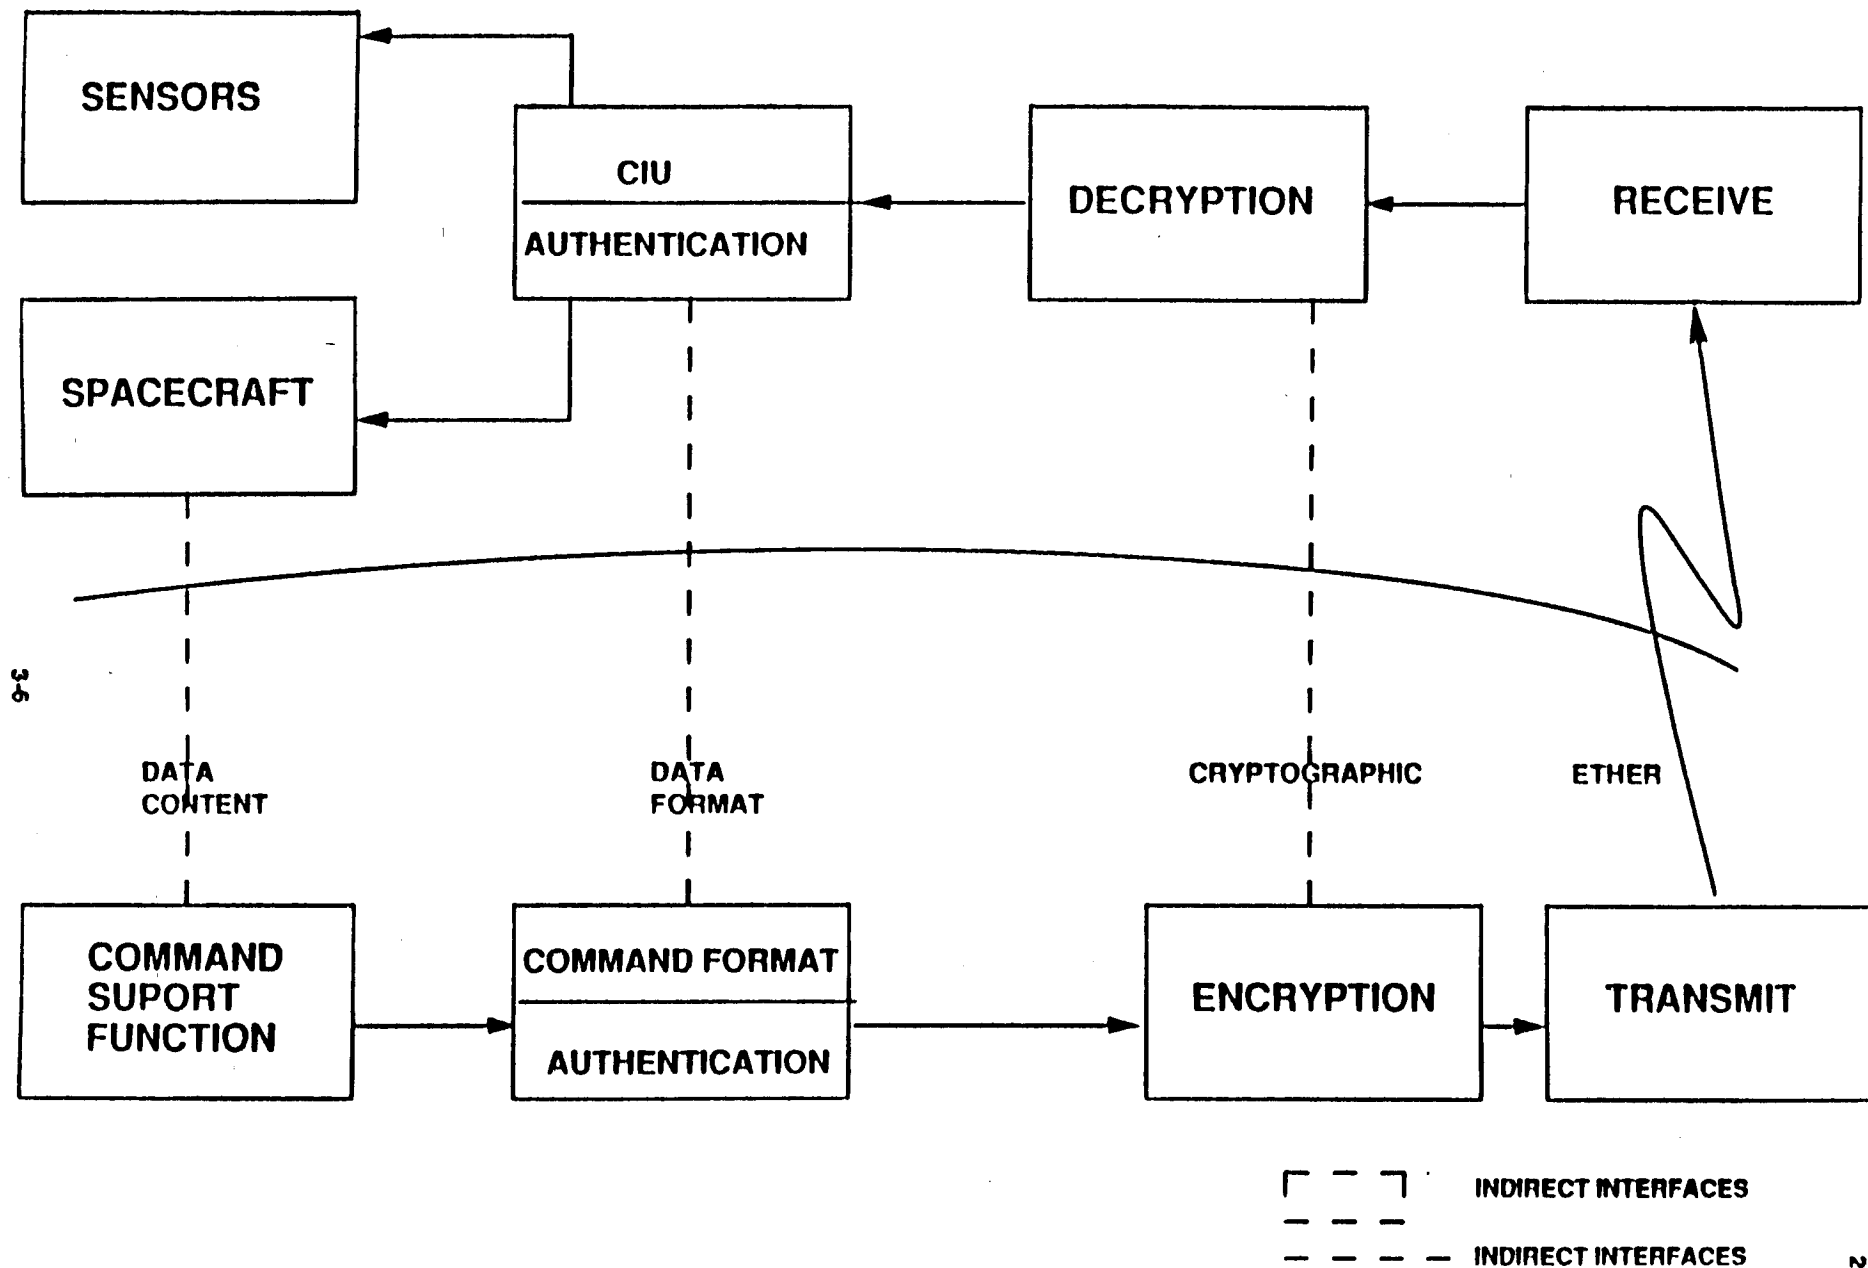 SENSORS
CIU
AUTHENTICATION
DECRYPTION
RECEIVE
SPACECRAFT
3-6
DATA
CONTENT
DATA
FORMAT
CRYPTOGRAPHIC
ETHER
COMMAND
SUPORT
FUNCTION
COMMAND FORMAT
AUTHENTICATION
ENCRYPTION
TRANSMIT
INDIRECT INTERFACES
INDIRECT INTERFACES
2